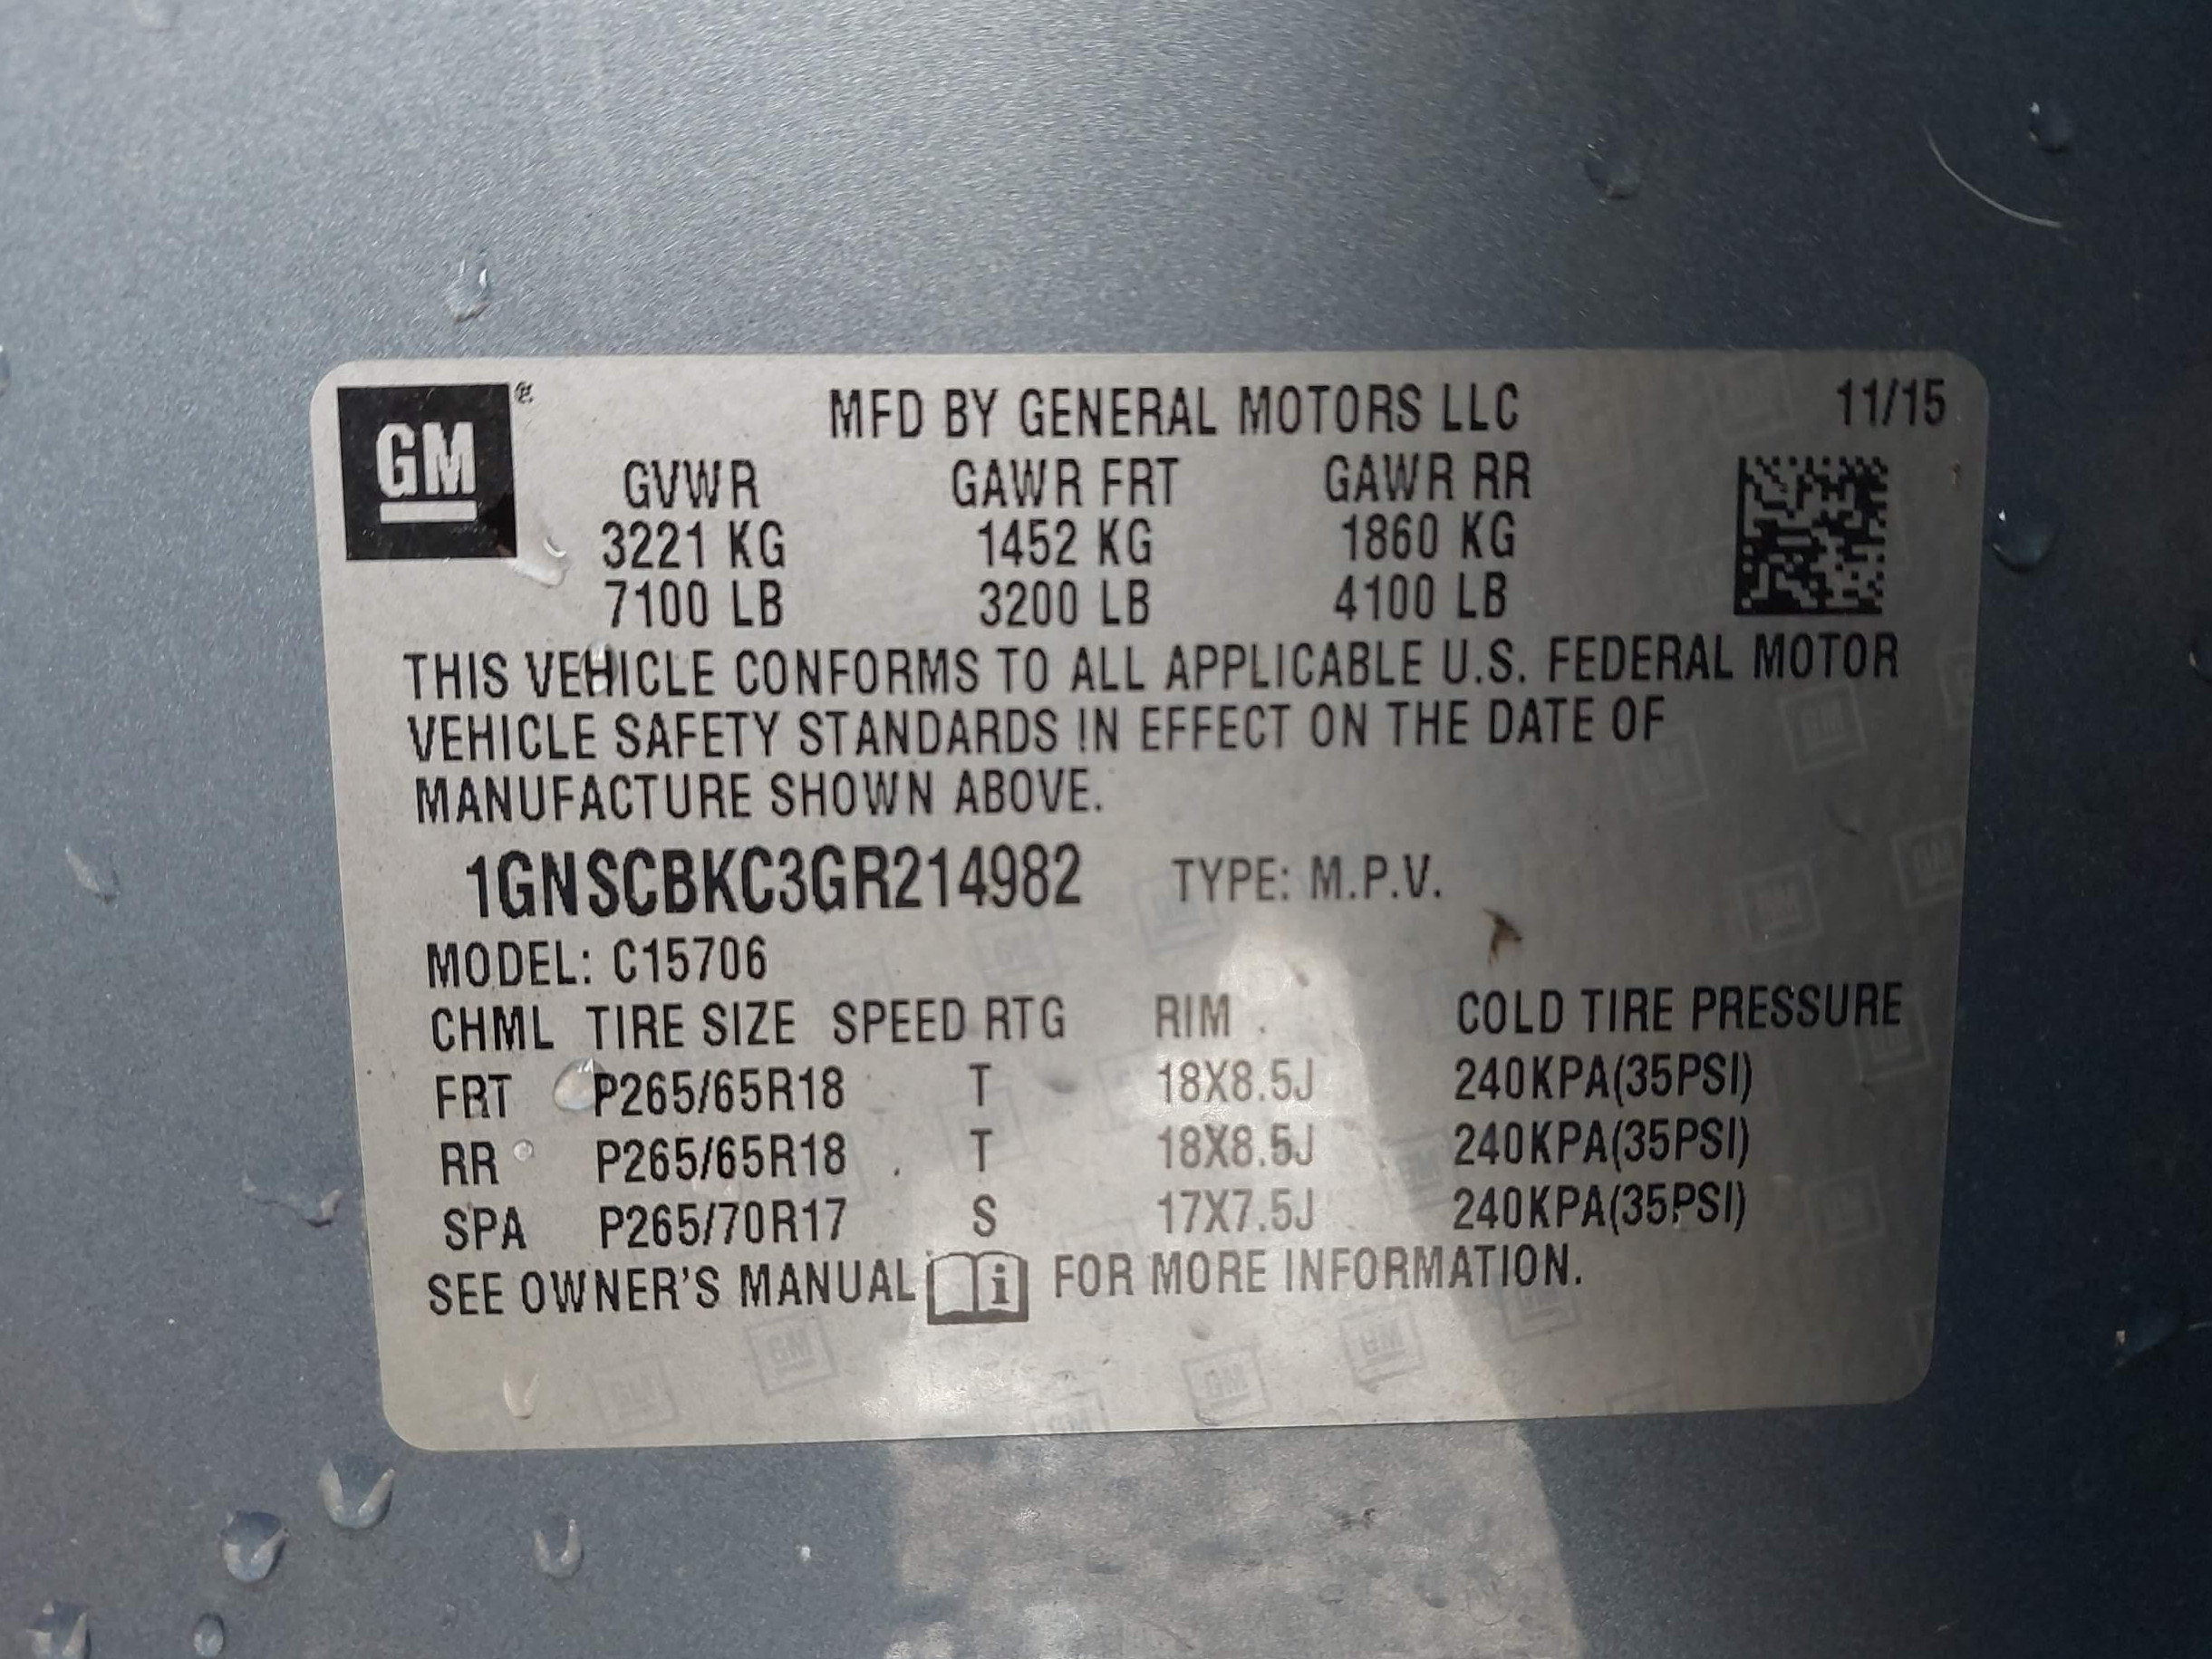 GM
MFD BY GENERAL MOTORS LLC 11/15
GVWR GAWR FRT GAWR RR
3221 KG 1452 KG 1860 KG
7100 LB 3200 LB 4100 LB
THIS VEHICLE CONFORMS TO ALL APPLICABLE U.S. FEDERAL MOTOR
VEHICLE SAFETY STANDARDS IN EFFECT ON THE DATE OF
MANUFACTURE SHOWN ABOVE.
1GNSCBKC3GR214982 TYPE: M.P.V.
MODEL: C15706
CHML TIRE SIZE SPEED RTG RIM COLD TIRE PRESSURE
FRT P265/65R18 T 18X8.5J 240KPA(35PSI)
RR P265/65R18 T 18X8.5J 240KPA(35PSI)
SPA P265/70R17 S 17X7.5J 240KPA(35PSI)
SEE OWNER'S MANUAL i FOR MORE INFORMATION.